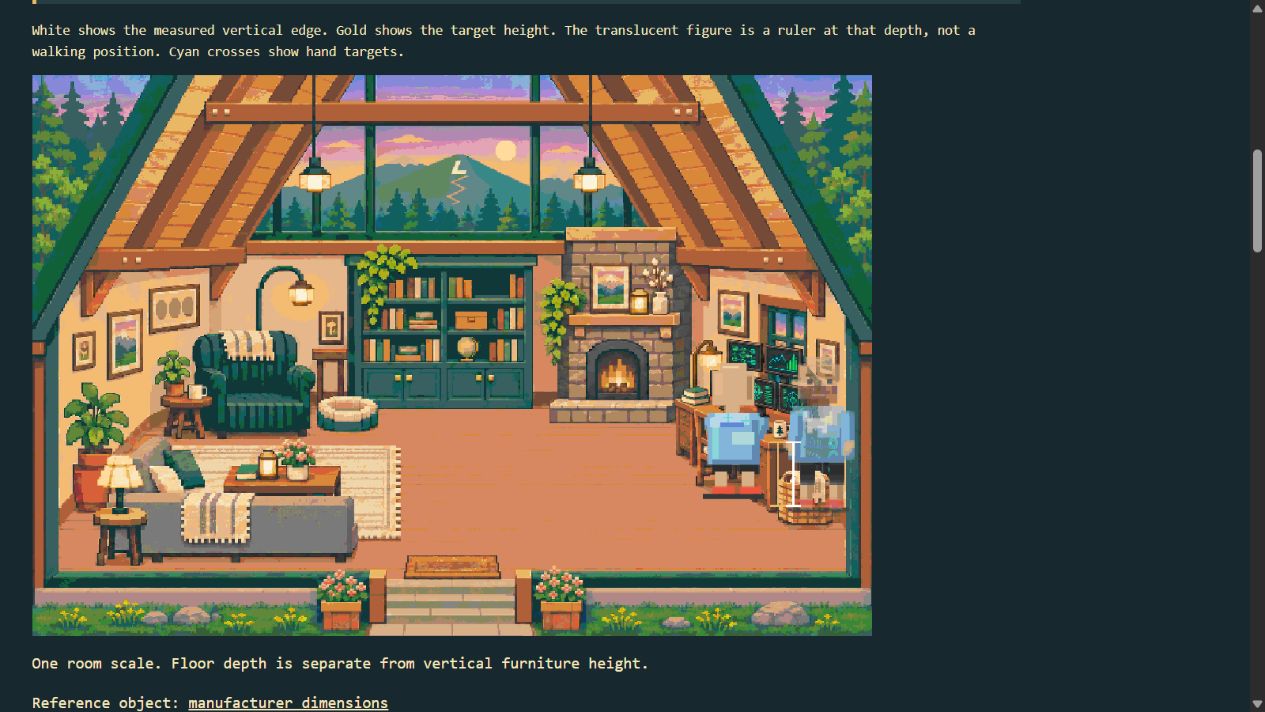 White shows the measured vertical edge. Gold shows the target height. The translucent figure is a ruler at that depth, not a
walking position. Cyan crosses show hand targets.
One room scale. Floor depth is separate from vertical furniture height.
Reference object: manufacturer dimensions